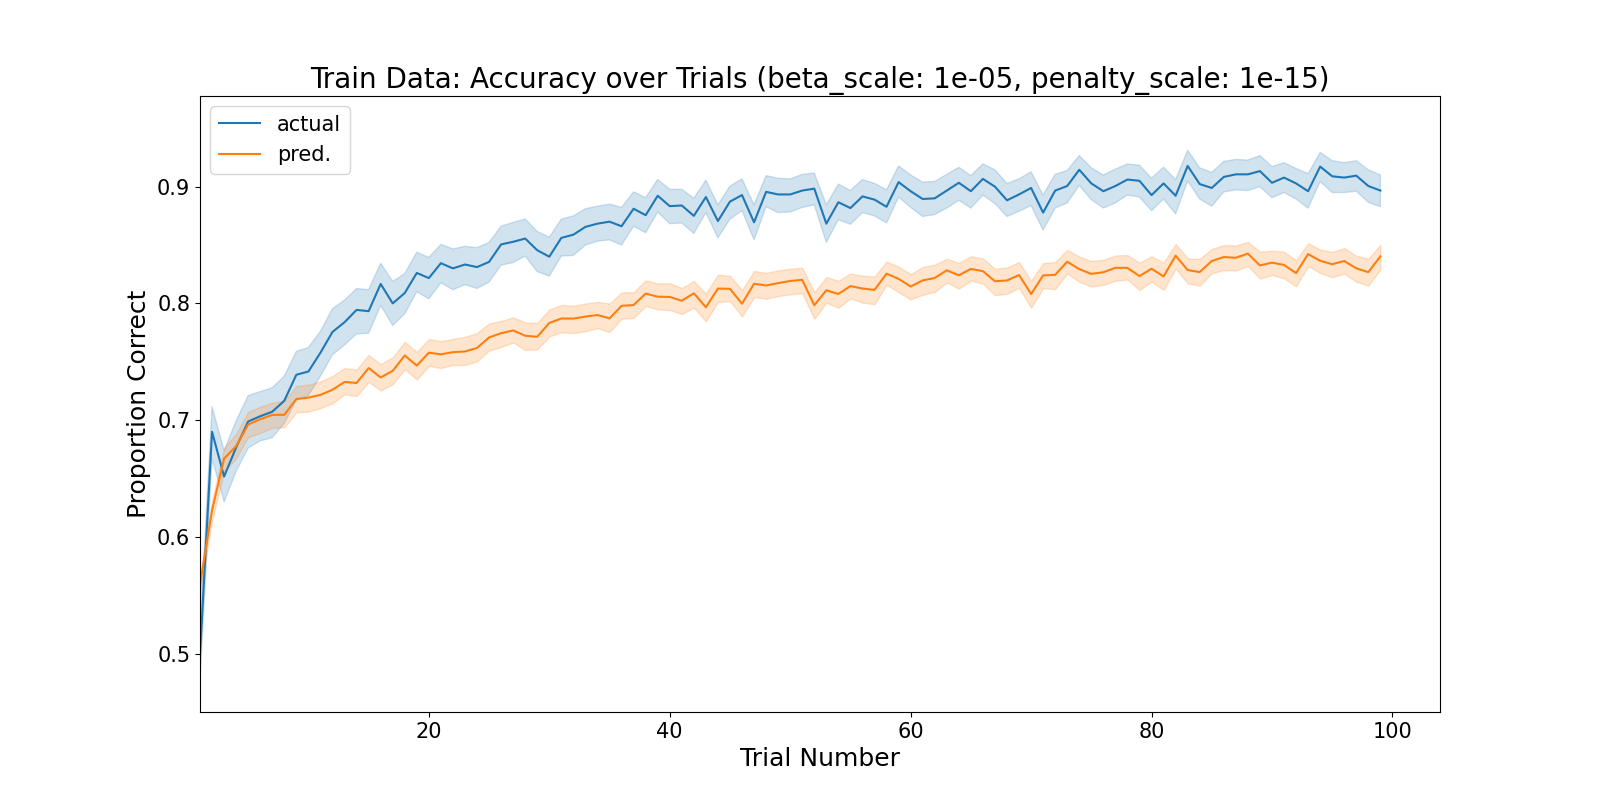 Train Data: Accuracy over Trials (beta_scale: 1e-05, penalty_scale: 1e-15)
actual
pred.
0.9
0.8
0.7
0.6
0.5
Proportion Correct
20
40
60
80
100
Trial Number